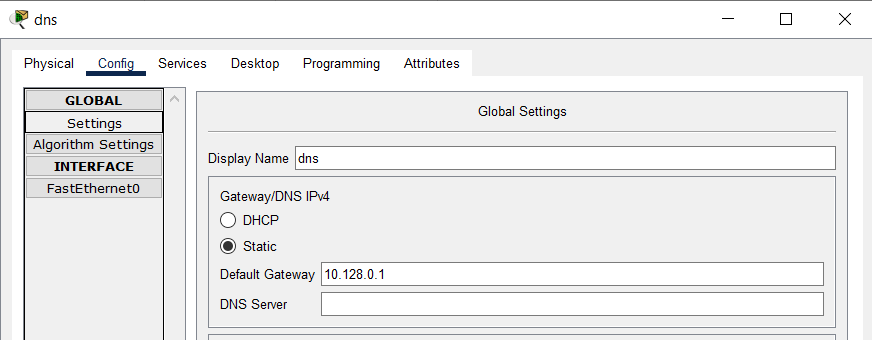 dns
Physical Config Services Desktop Programming Attributes
GLOBAL
Settings
Algorithm Settings
INTERFACE
FastEthernet0
Global Settings
Display Name dns
Gateway/DNS IPv4
DHCP
Static
Default Gateway 10.128.0.1
DNS Server